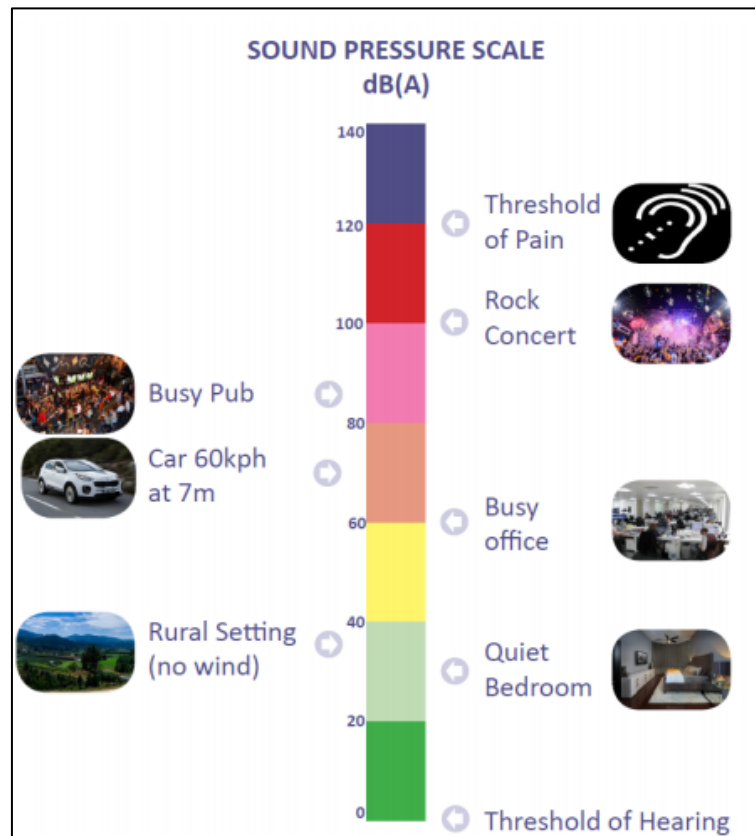 SOUND PRESSURE SCALE
dB(A)
140
Threshold
of Pain
120
Rock
Concert
100
Busy Pub
80
Car 60kph
at 7m
Busy
office
60
40
Rural Setting
(no wind)
Quiet
Bedroom
20
0
Threshold of Hearing